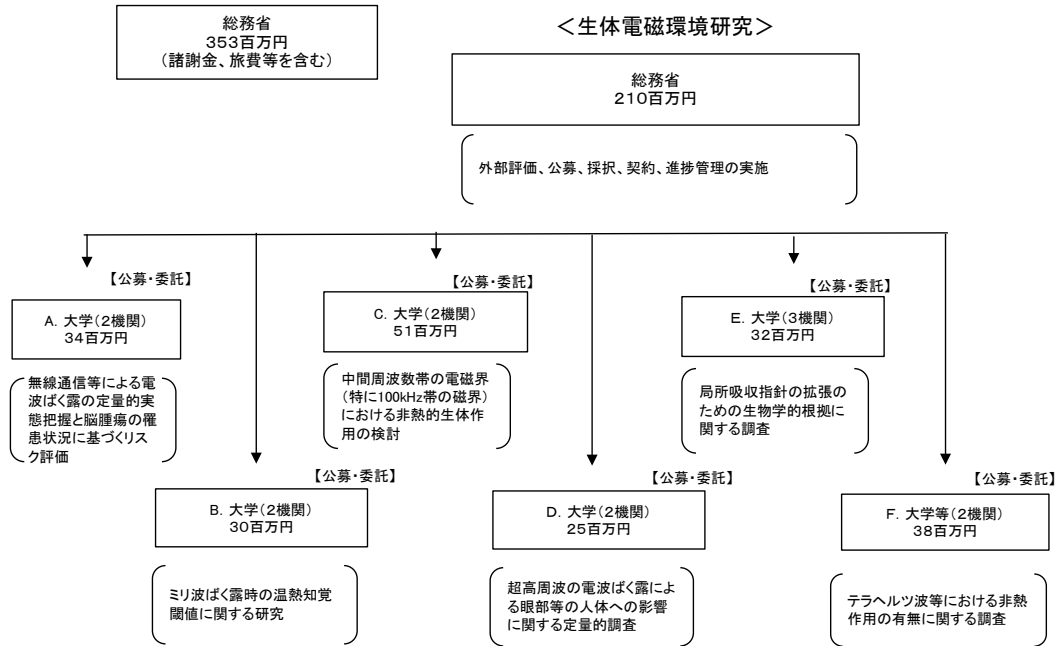 総務省
353百万円
(諸謝金、旅費等を含む)
＜生体電磁環境研究＞
総務省
210百万円
外部評価、公募、採択、契約、進捗管理の実施
【公募・委託】
A．大学（2機関）
34百万円
無線通信等による電
波ばく露の定量的実
態把握と脳腫瘍の罹
患状況に基づくリス
ク評価
【公募・委託】
C．大学（2機関）
51百万円
中間周波数帯の電磁界
（特に100kHz帯の磁界）
における非熱的生体作
用の検討
【公募・委託】
E．大学（3機関）
32百万円
局所吸収指針の拡張の
ための生物学的根拠に
関する調査
【公募・委託】
B．大学（2機関）
30百万円
ミリ波ばく露時の温熱知覚
閾値に関する研究
【公募・委託】
D．大学（2機関）
25百万円
超高周波の電波ばく露によ
る眼部等の人体への影響
に関する定量的調査
【公募・委託】
F．大学等（2機関）
38百万円
テラヘルツ波等における非熱
作用の有無に関する調査